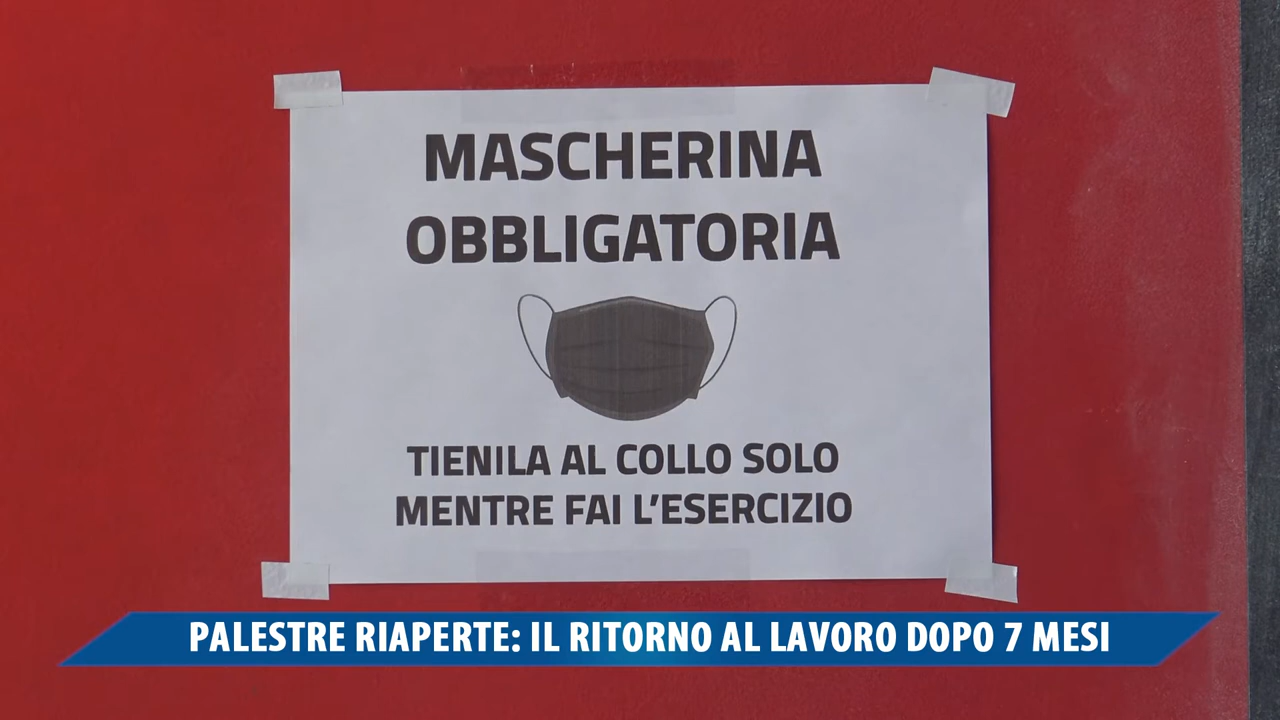 MASCHERINA
OBBLIGATORIA
TIENILA AL COLLO SOLO
MENTRE FAI L'ESERCIZIO
PALESTRE RIAPERTE: IL RITORNO AL LAVORO DOPO 7 MESI